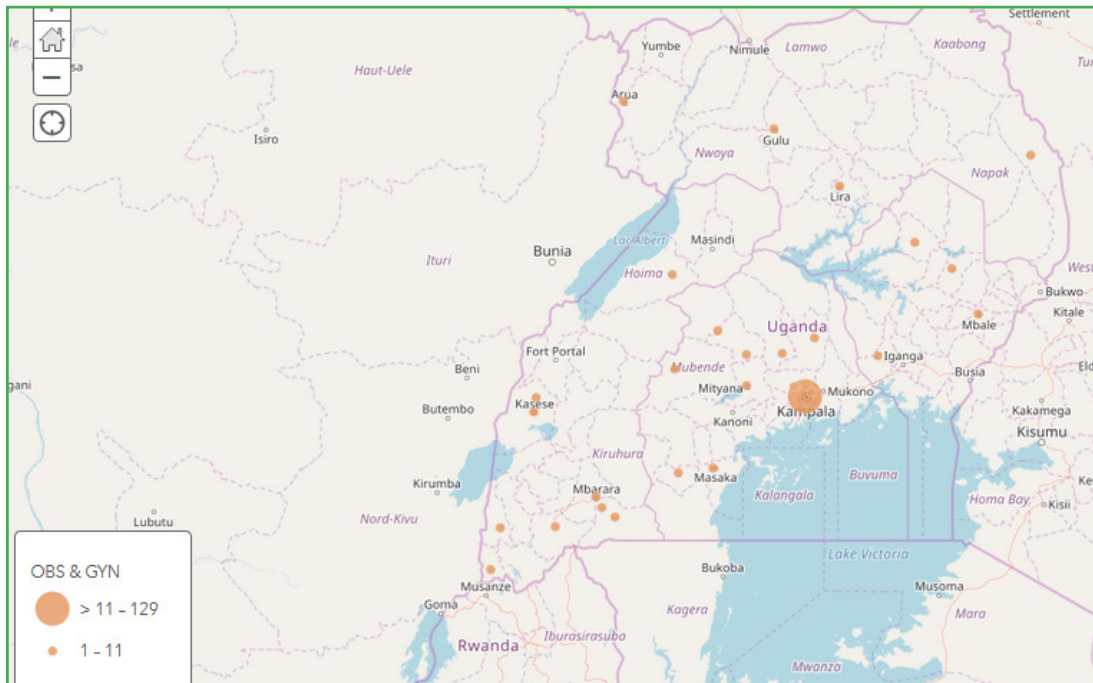 Settlement
Yumbe
Nimule
Lamwo
Kaabong
Haut-Uele
Arua
Isiro
Gulu
Nwoya
Napak
Lira
Bunia
Lac Albert
Masindi
Ituri
Hoima
Bukwo
Kitale
Mbale
Uganda
Fort Portal
Iganga
Beni
Mubende
Busia
Mityana
Mukono
Butembo
Kasese
Kampala
Kakamega
Kanoni
Kisumu
Kiruhura
Kirumba
Masaka
Buvuma
Mbarara
Kalangala
Homa Bay
Kisii
Lubutu
Nord-Kivu
Lake Victoria
OBS & GYN
Bukoba
Musanze
Musoma
> 11 – 129
Goma
Kagera
Mara
Iburasirasuba
Rwanda
1 – 11
Mwanza